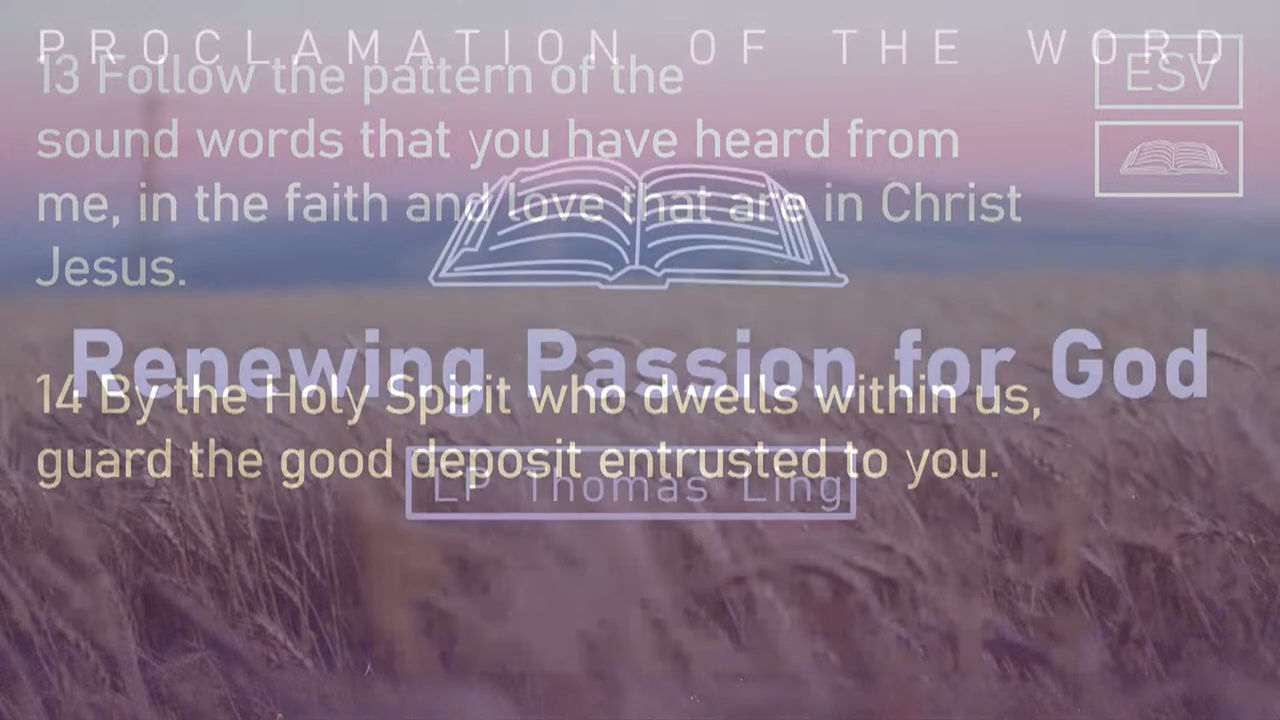 PROCLAMATION OF THE WORD
13 Follow the pattern of the
sound words that you have heard from
me, in the faith and love that are in Christ
Jesus.
ESV
Renewing Passion for God
14 By the Holy Spirit who dwells within us,
guard the good deposit entrusted to you.
LP Thomas Ling